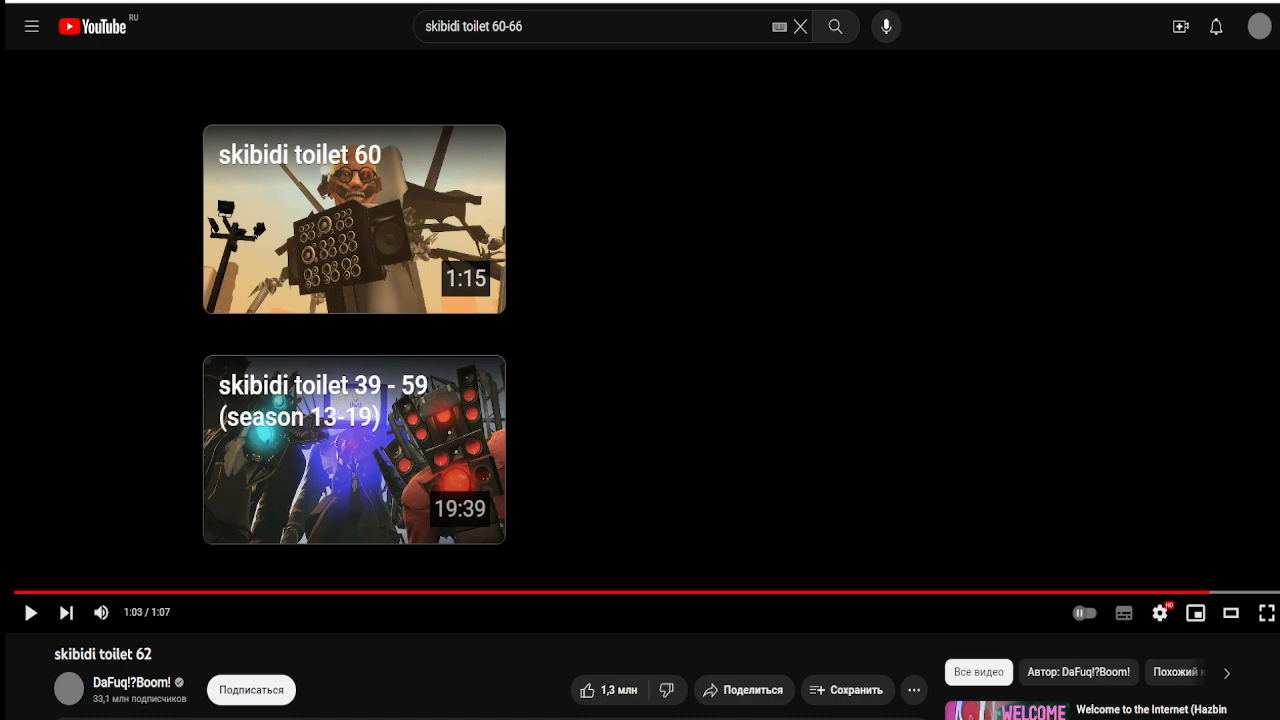 YouTube RU
skibidi toilet 60-66
skibidi toilet 60
1:15
skibidi toilet 39 - 59
(season 13-19)
19:39
1:03 / 1:07
HD
skibidi toilet 62
DaFuq!?Boom!
33,1 млн подписчиков
Подписаться
1,3 млн
Поделиться
Сохранить
Все видео
Автор: DaFuq!?Boom!
Похожий
WELCOME
Welcome to the Internet (Hazbin